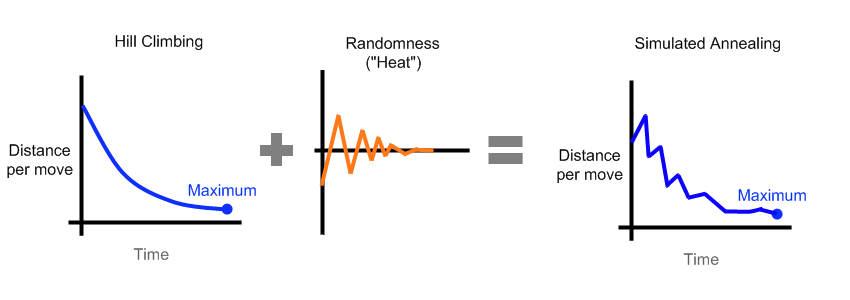 Hill Climbing
Distance
per move
Maximum
Time
Randomness
("Heat")
Simulated Annealing
Distance
per move
Maximum
Time